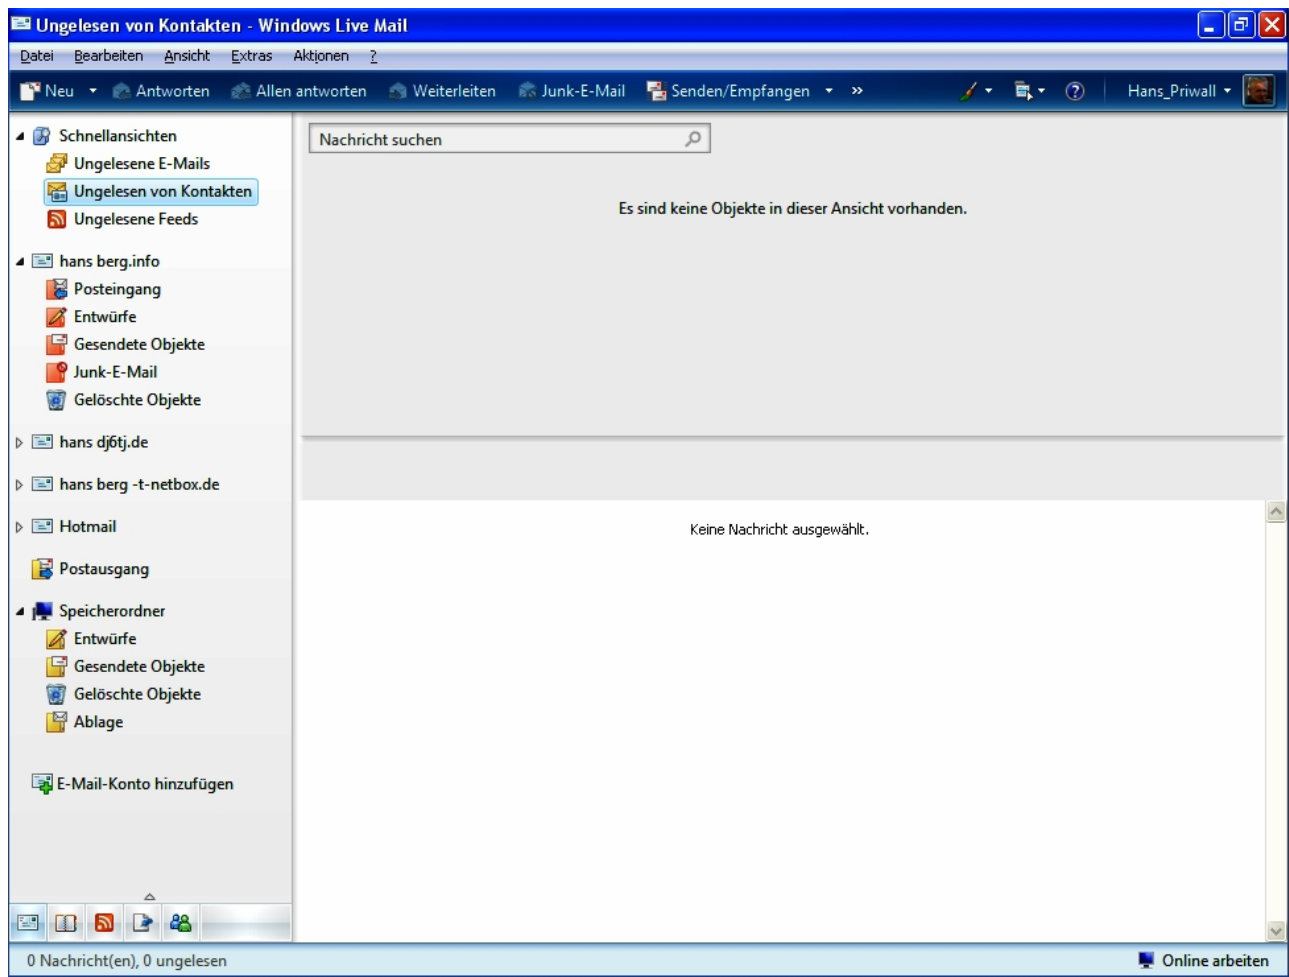 Ungelesen von Kontakten - Windows Live Mail
Datei Bearbeiten Ansicht Extras Aktionen ?
Neu Antworten Allen antworten Weiterleiten Junk-E-Mail Senden/Empfangen » Hans_Priwall
Schnellansichten
Ungelesene E-Mails
Ungelesen von Kontakten
Ungelesene Feeds
hans berg.info
Posteingang
Entwürfe
Gesendete Objekte
Junk-E-Mail
Gelöschte Objekte
hans dj6tj.de
hans berg -t-netbox.de
Hotmail
Postausgang
Speicherordner
Entwürfe
Gesendete Objekte
Gelöschte Objekte
Ablage
E-Mail-Konto hinzufügen
Nachricht suchen
Es sind keine Objekte in dieser Ansicht vorhanden.
Keine Nachricht ausgewählt.
0 Nachricht(en), 0 ungelesen
Online arbeiten